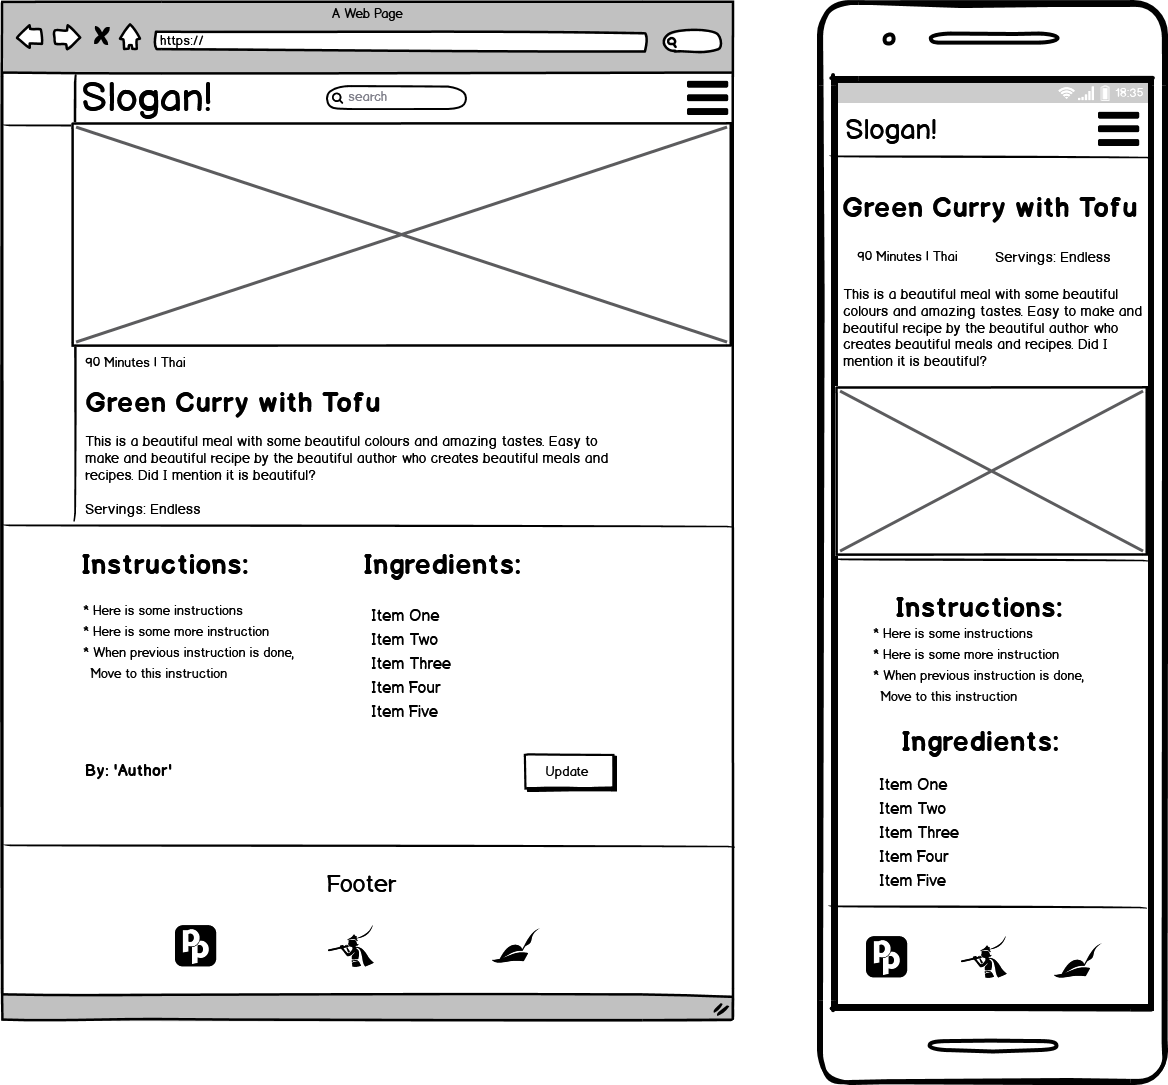 A Web Page
https://
Slogan!
search
90 Minutes | Thai
Green Curry with Tofu
This is a beautiful meal with some beautiful colours and amazing tastes. Easy to
make and beautiful recipe by the beautiful author who creates beautiful meals and
recipes. Did I mention it is beautiful?
Servings: Endless
Instructions:
* Here is some instructions
* Here is some more instruction
* When previous instruction is done,
Move to this instruction
Ingredients:
Item One
Item Two
Item Three
Item Four
Item Five
By: 'Author'
Update
Footer
PP
18:35
Slogan!
Green Curry with Tofu
90 Minutes | Thai
Servings: Endless
This is a beautiful meal with some beautiful
colours and amazing tastes. Easy to make and
beautiful recipe by the beautiful author who
creates beautiful meals and recipes. Did I
mention it is beautiful?
Instructions:
* Here is some instructions
* Here is some more instruction
* When previous instruction is done,
Move to this instruction
Ingredients:
Item One
Item Two
Item Three
Item Four
Item Five
PP